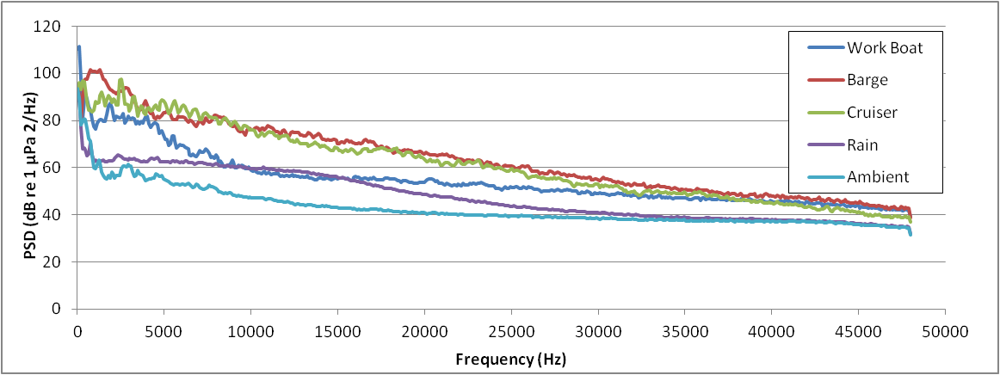 120
100
80
60
40
20
0
PSD (dB re 1 µPa 2/Hz)
0 5000 10000 15000 20000 25000 30000 35000 40000 45000 50000
Frequency (Hz)
Work Boat
Barge
Cruiser
Rain
Ambient